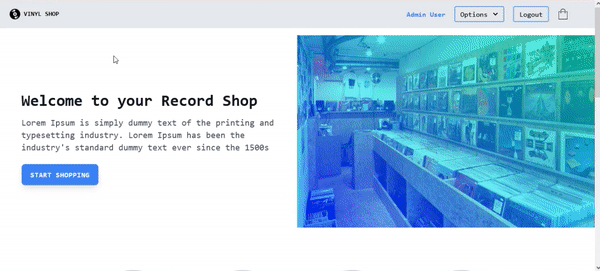 VINYL SHOP
Admin User
Options
Logout
Welcome to your Record Shop
Lorem Ipsum is simply dummy text of the printing and
typesetting industry. Lorem Ipsum has been the
industry's standard dummy text ever since the 1500s
START SHOPPING